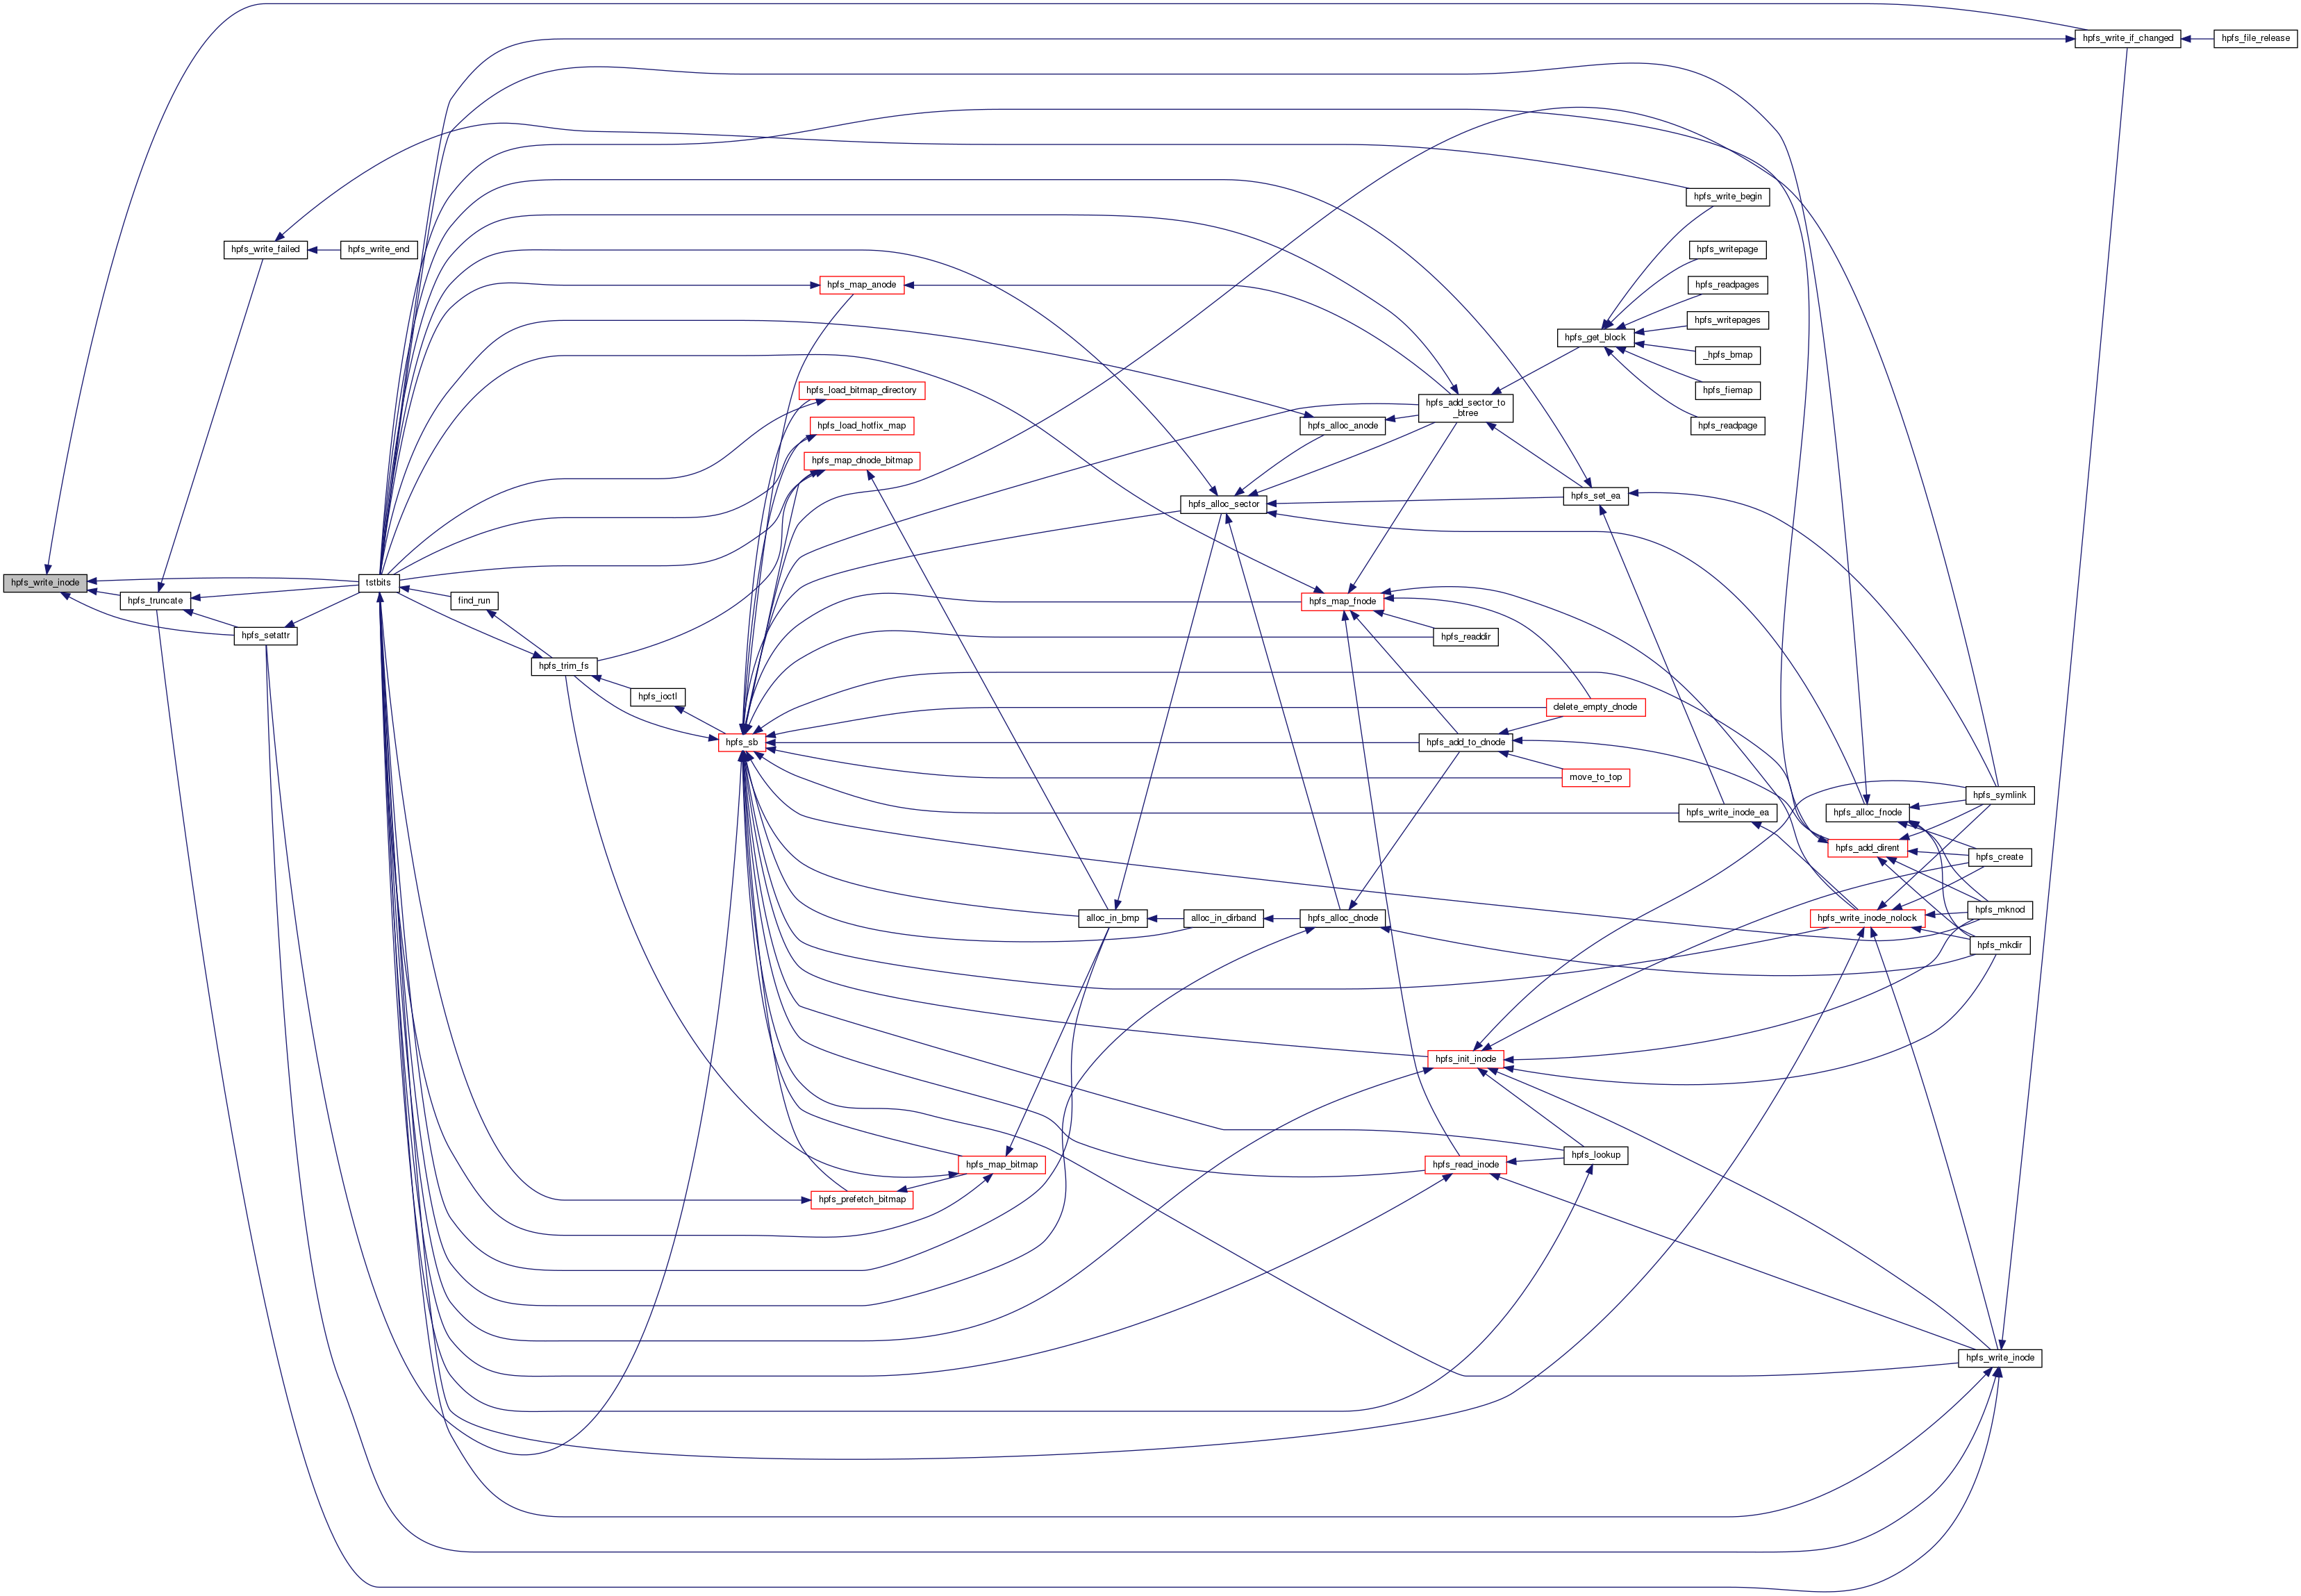 hpfs_write_if_changed
hpfs_file_release
hpfs_write_begin
hpfs_write_failed
hpfs_write_end
hpfs_writepage
hpfs_map_anode
hpfs_readpages
hpfs_writepages
hpfs_get_block
_hpfs_bmap
hpfs_load_bitmap_directory
hpfs_fiemap
hpfs_add_sector_to
_btree
hpfs_load_hotfix_map
hpfs_alloc_anode
hpfs_readpage
hpfs_map_dnode_bitmap
hpfs_alloc_sector
hpfs_set_ea
hpfs_write_inode
tstbits
hpfs_truncate
find_run
hpfs_map_fnode
hpfs_setattr
hpfs_readdir
hpfs_trim_fs
hpfs_ioctl
delete_empty_dnode
hpfs_sb
hpfs_add_to_dnode
move_to_top
hpfs_symlink
hpfs_write_inode_ea
hpfs_alloc_fnode
hpfs_add_dirent
hpfs_create
alloc_in_bmp
alloc_in_dirband
hpfs_alloc_dnode
hpfs_write_inode_nolock
hpfs_mknod
hpfs_mkdir
hpfs_init_inode
hpfs_lookup
hpfs_map_bitmap
hpfs_read_inode
hpfs_prefetch_bitmap
hpfs_write_inode